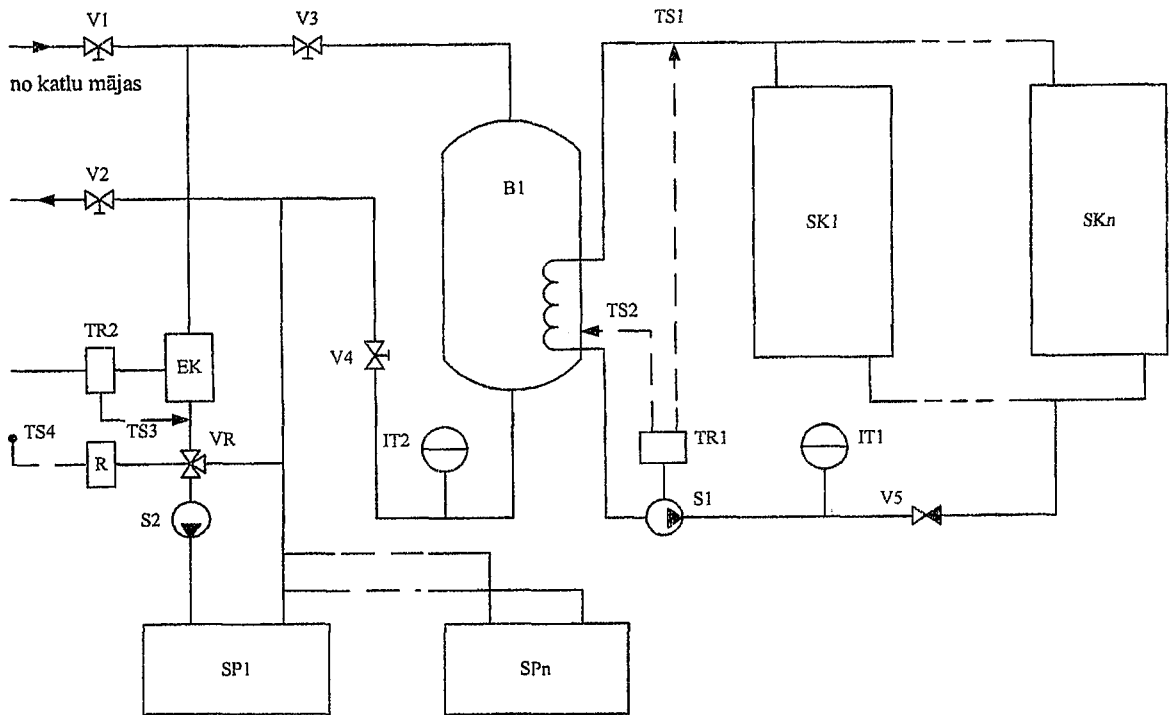 V1
V3
TS1
no katlu mājas
V2
B1
SK1
SKn
TS2
TR2
EK
V4
TS4
TS3
VR
IT2
TR1
IT1
R
S1
V5
S2
SP1
SPn